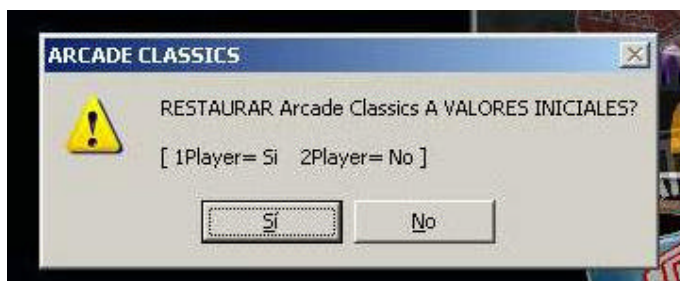 ARCADE CLASSICS
RESTAURAR Arcade Classics A VALORES INICIALES?
[ 1Player= Si 2Player= No ]
Sí
No